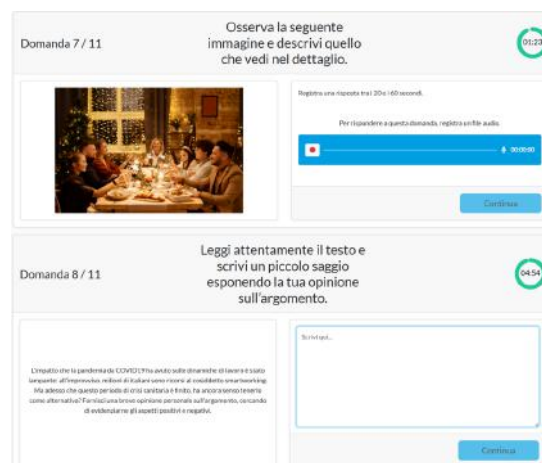 Domanda 7 / 11
Osserva la seguente
immagine e descrivi quello
che vedi nel dettaglio.
01:23
Registra una risposta tra i 20 e i 60 secondi.
Per rispondere a questa domanda, registra un file audio.
00:00:00
Continua
Domanda 8 / 11
Leggi attentamente il testo e
scrivi un piccolo saggio
esponendo la tua opinione
sull'argomento.
04:54
L'impatto che la pandemia da COVID19 ha avuto sulle dinamiche di lavoro è stato
lampante: all'improvviso, milioni di italiani sono ricorsi al cosiddetto smartworking.
Ma adesso che questo periodo di crisi sanitaria è finito, ha ancora senso tenerlo
come alternativa? Fornisci una breve opinione personale sull'argomento, cercando
di evidenziarne gli aspetti positivi e negativi.
Scrivi qui...
Continua